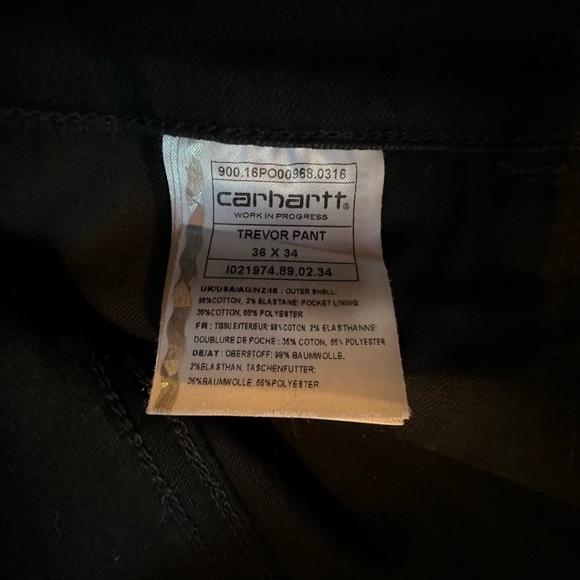 900.16PO00968.0316
carhartt®
WORK IN PROGRESS
TREVOR PANT
36 X 34
I021974.89.02.34
UK/USA/AU/NZ/IE : OUTER SHELL:
98%COTTON, 2% ELASTANE; POCKET LINING:
36%COTTON, 65% POLYESTER
FR : TISSU EXTERIEUR: 98% COTON, 2% ELASTHANNE;
DOUBLURE DE POCHE : 35% COTON, 65% POLYESTER
DE/AT : OBERSTOFF: 98% BAUMWOLLE,
2%ELASTHAN, TASCHENFUTTER:
35%BAUMWOLLE, 65%POLYESTER